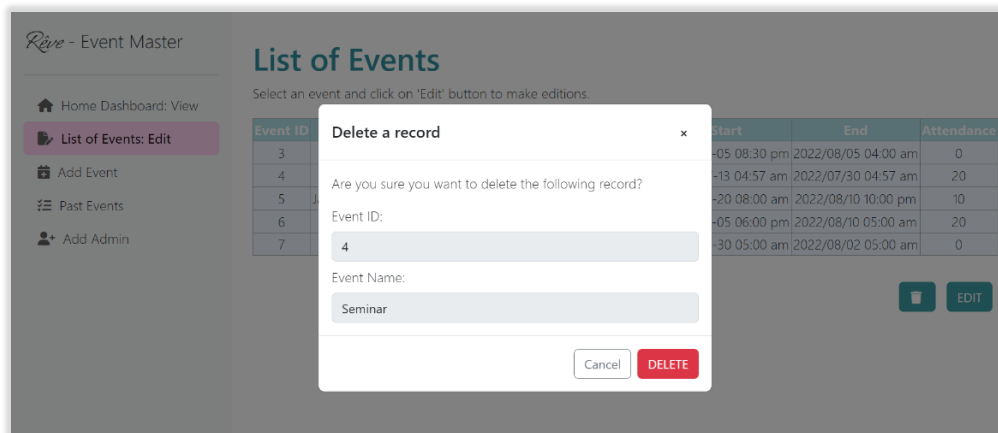 Rêve - Event Master
Home Dashboard: View
List of Events: Edit
Add Event
Past Events
Add Admin
List of Events
Select an event and click on 'Edit' button to make editions.
Event ID Start End Attendance
3 -05 08:30 pm 2022/08/05 04:00 am 0
4 -13 04:57 am 2022/07/30 04:57 am 20
5 -20 08:00 am 2022/08/10 10:00 pm 10
6 -05 06:00 pm 2022/08/10 05:00 am 20
7 -30 05:00 am 2022/08/02 05:00 am 0
EDIT
Delete a record ×
Are you sure you want to delete the following record?
Event ID:
4
Event Name:
Seminar
Cancel DELETE